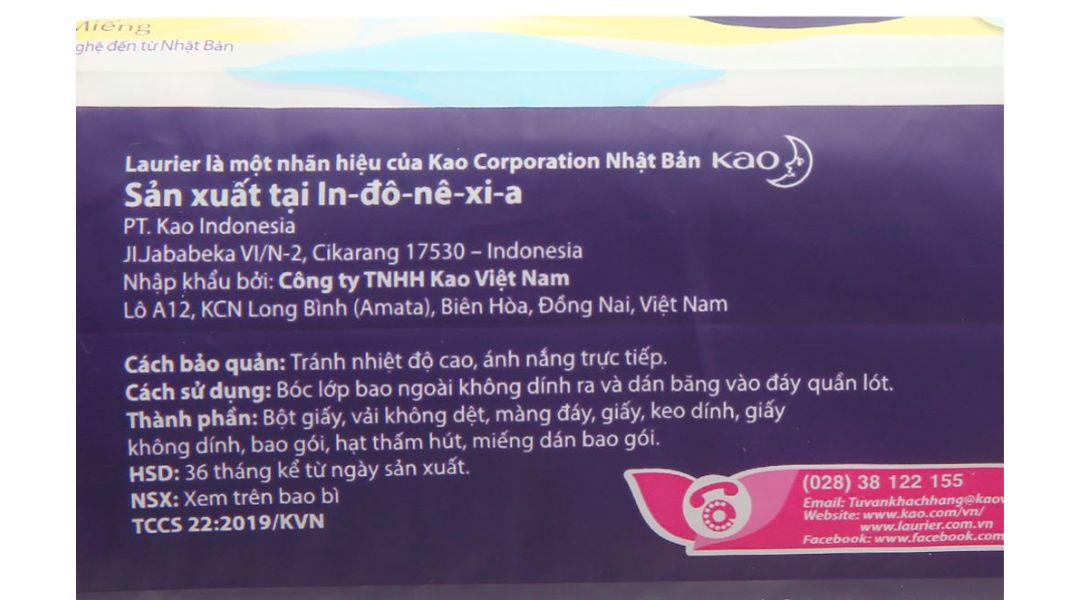 Miếng
nghệ đến từ Nhật Bản
Laurier là một nhãn hiệu của Kao Corporation Nhật Bản Kao
Sản xuất tại In-đô-nê-xi-a
PT. Kao Indonesia
Jl.Jababeka VI/N-2, Cikarang 17530 – Indonesia
Nhập khẩu bởi: Công ty TNHH Kao Việt Nam
Lô A12, KCN Long Bình (Amata), Biên Hòa, Đồng Nai, Việt Nam
Cách bảo quản: Tránh nhiệt độ cao, ánh nắng trực tiếp.
Cách sử dụng: Bóc lớp bao ngoài không dính ra và dán băng vào đáy quần lót.
Thành phần: Bột giấy, vải không dệt, màng đáy, giấy, keo dính, giấy
không dính, bao gói, hạt thấm hút, miếng dán bao gói.
HSD: 36 tháng kể từ ngày sản xuất.
NSX: Xem trên bao bì
TCCS 22:2019/KVN
(028) 38 122 155
Email: Tuvankhachhang@kaov
Website: www.kao.com/vn/
www.laurier.com.vn
Facebook: www.facebook.com